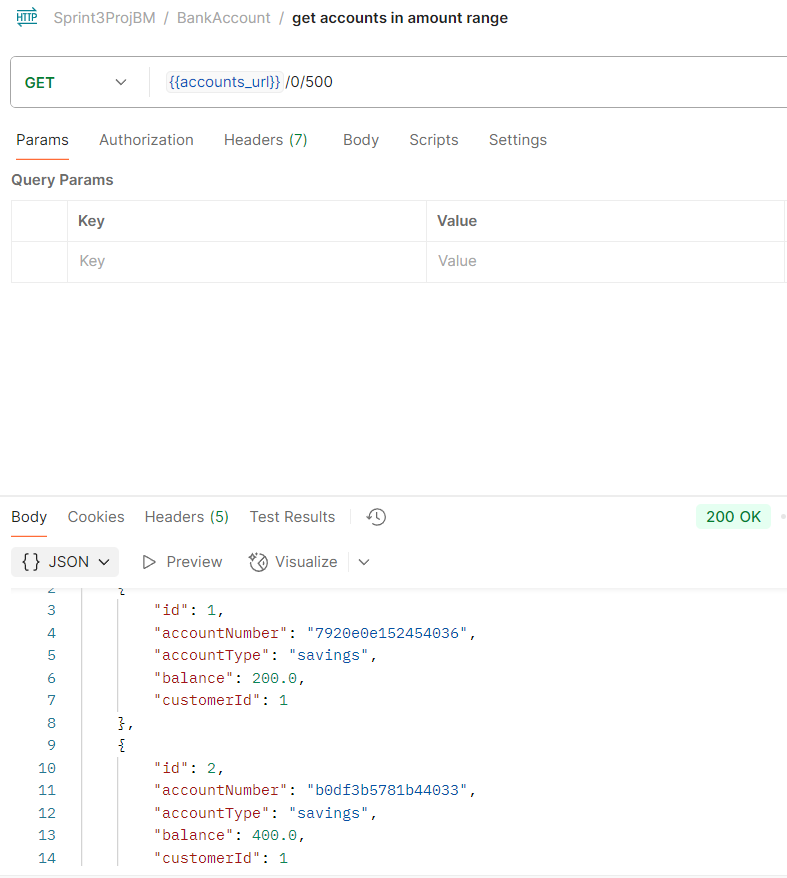 HTTP Sprint3ProjBM / BankAccount / get accounts in amount range
GET {{accounts_url}} /0/500
Params Authorization Headers (7) Body Scripts Settings
Query Params
Key Value
Key Value
Body Cookies Headers (5) Test Results 200 OK
{} JSON Preview Visualize
2 {
3 "id": 1,
4 "accountNumber": "7920e0e152454036",
5 "accountType": "savings",
6 "balance": 200.0,
7 "customerId": 1
8 },
9 {
10 "id": 2,
11 "accountNumber": "b0df3b5781b44033",
12 "accountType": "savings",
13 "balance": 400.0,
14 "customerId": 1